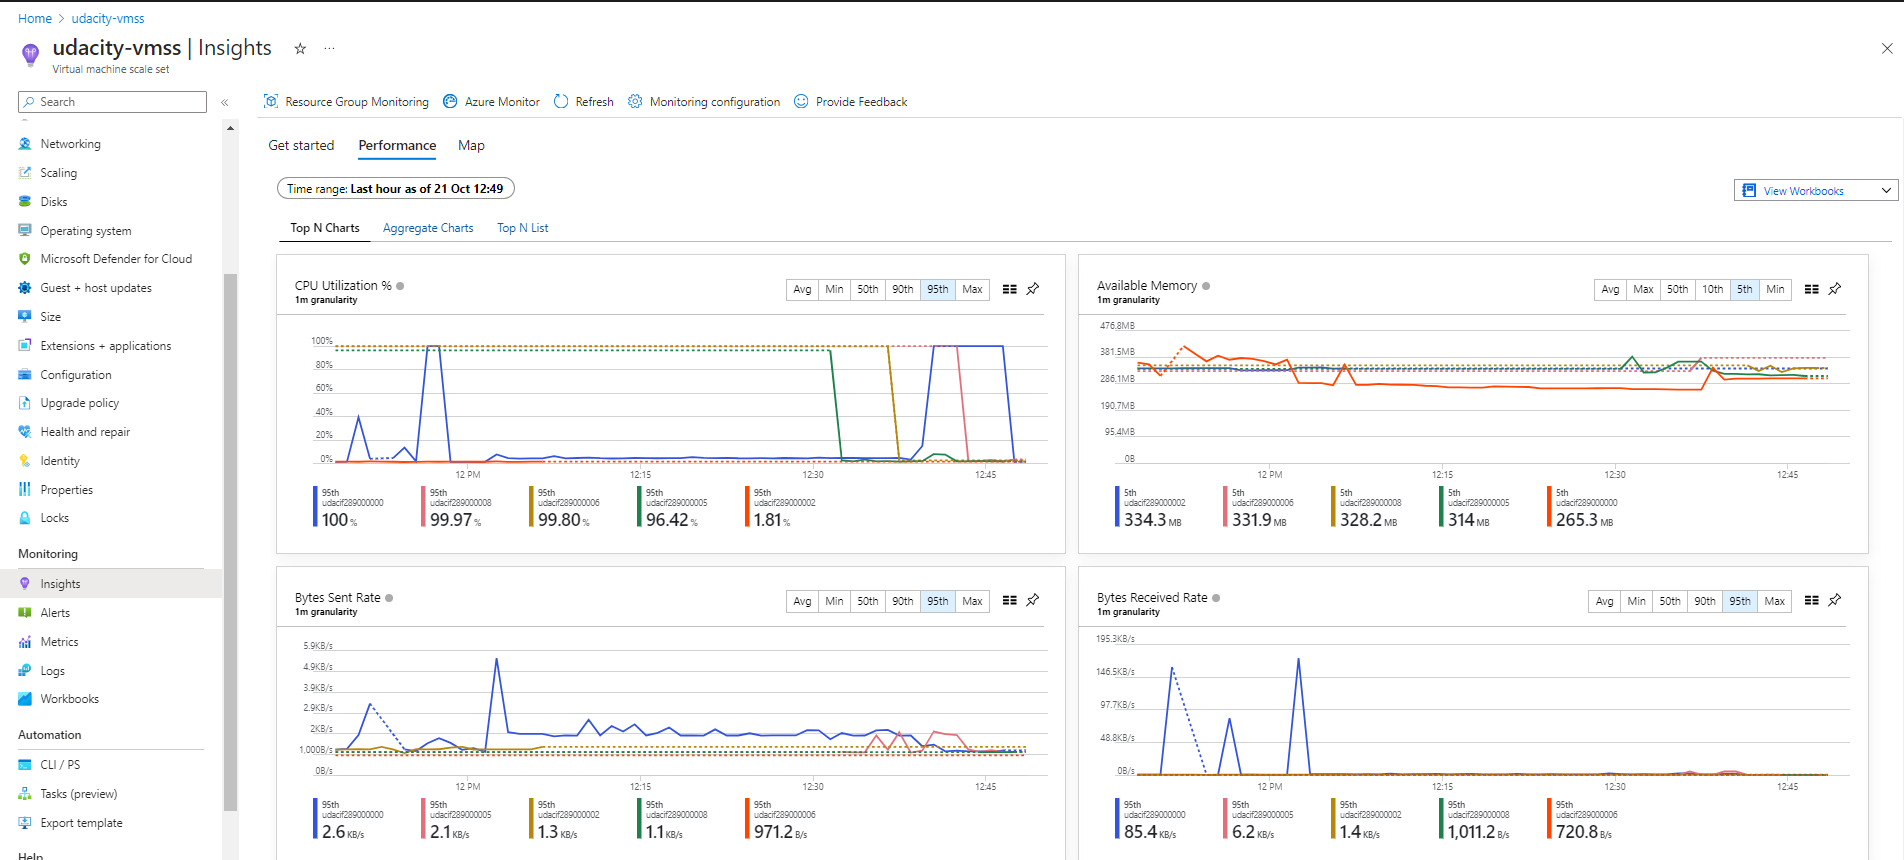 Home > udacity-vmss
udacity-vmss | Insights ☆ ···
Virtual machine scale set
Search «
Networking
Scaling
Disks
Operating system
Microsoft Defender for Cloud
Guest + host updates
Size
Extensions + applications
Configuration
Upgrade policy
Health and repair
Identity
Properties
Locks
Monitoring
Insights
Alerts
Metrics
Logs
Workbooks
Automation
CLI / PS
Tasks (preview)
Export template
Help
Resource Group Monitoring Azure Monitor Refresh Monitoring configuration Provide Feedback
Get started Performance Map
Time range: Last hour as of 21 Oct 12:49
View Workbooks
Top N Charts Aggregate Charts Top N List
CPU Utilization %
1m granularity
Avg Min 50th 90th 95th Max
100%
80%
60%
40%
20%
0%
12 PM 12:15 12:30 12:45
95th 95th 95th 95th 95th
udacif289000000 udacif289000008 udacif289000006 udacif289000005 udacif289000002
100 % 99.97 % 99.80 % 96.42 % 1.81 %
Available Memory
1m granularity
Avg Max 50th 10th 5th Min
476.8MB
381.5MB
286.1MB
190.7MB
95.4MB
0B
12 PM 12:15 12:30 12:45
5th 5th 5th 5th 5th
udacif289000002 udacif289000006 udacif289000008 udacif289000005 udacif289000000
334.3 MB 331.9 MB 328.2 MB 314 MB 265.3 MB
Bytes Sent Rate
1m granularity
Avg Min 50th 90th 95th Max
5.9KB/s
4.9KB/s
3.9KB/s
2.9KB/s
2KB/s
1,000B/s
0B/s
12 PM 12:15 12:30 12:45
95th 95th 95th 95th 95th
udacif289000000 udacif289000005 udacif289000002 udacif289000008 udacif289000006
2.6 KB/s 2.1 KB/s 1.3 KB/s 1.1 KB/s 971.2 B/s
Bytes Received Rate
1m granularity
Avg Min 50th 90th 95th Max
195.3KB/s
146.5KB/s
97.7KB/s
48.8KB/s
0B/s
12 PM 12:15 12:30 12:45
95th 95th 95th 95th 95th
udacif289000000 udacif289000005 udacif289000002 udacif289000008 udacif289000006
85.4 KB/s 6.2 KB/s 1.4 KB/s 1,011.2 B/s 720.8 B/s